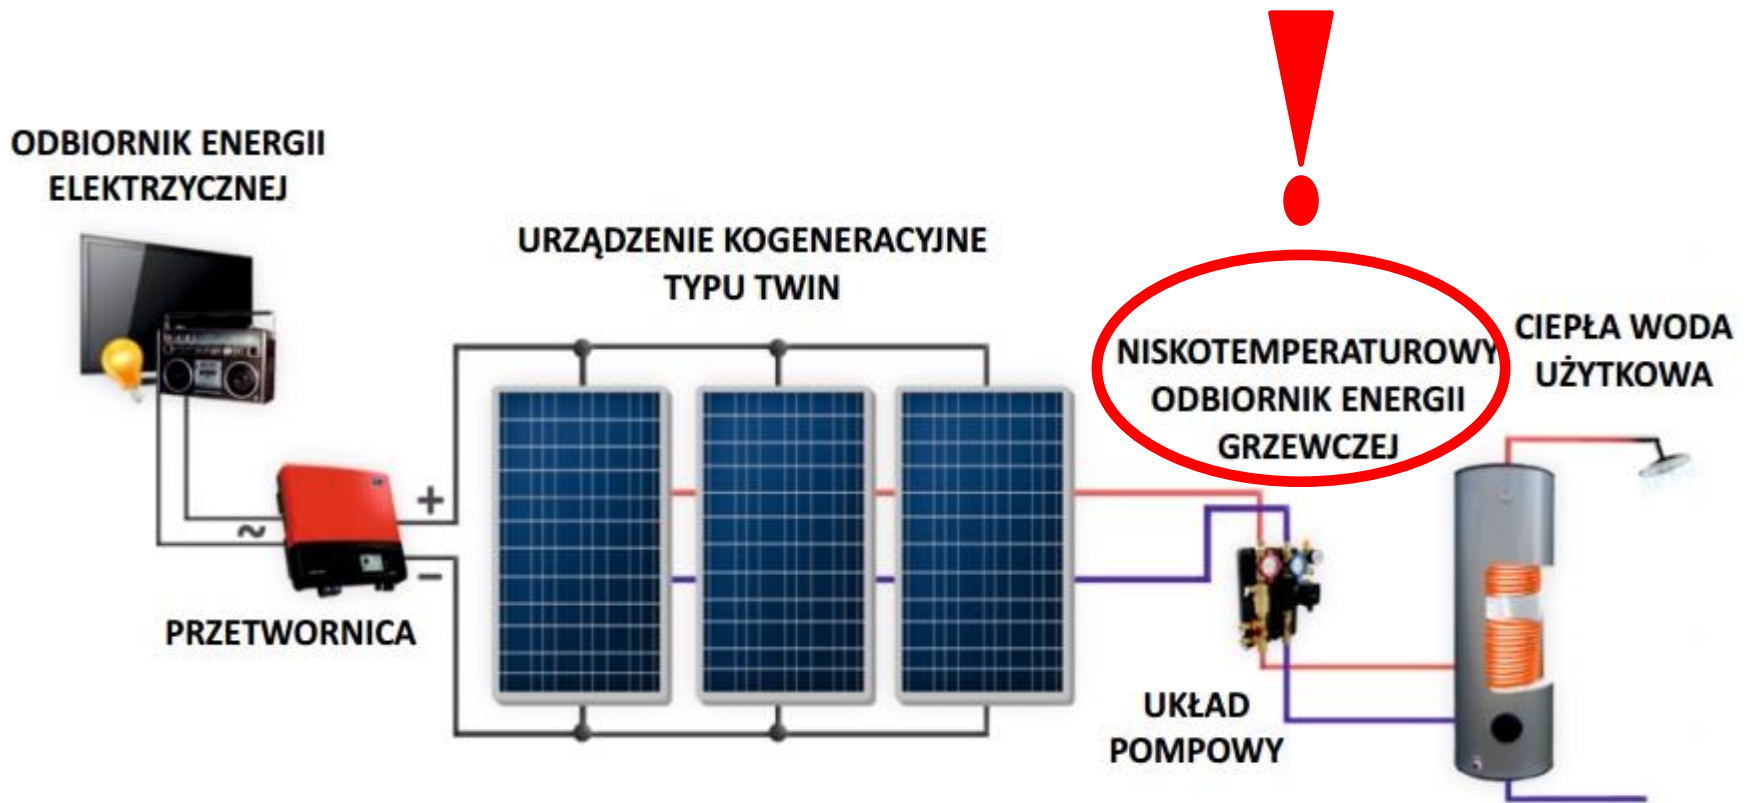 ODBIORNIK ENERGII
ELEKTRZYCZNEJ
URZĄDZENIE KOGENERACYJNE
TYPU TWIN
NISKOTEMPERATUROWY
ODBIORNIK ENERGII
GRZEWCZEJ
CIEPŁA WODA
UŻYTKOWA
+
~
−
PRZETWORNICA
UKŁAD
POMPOWY